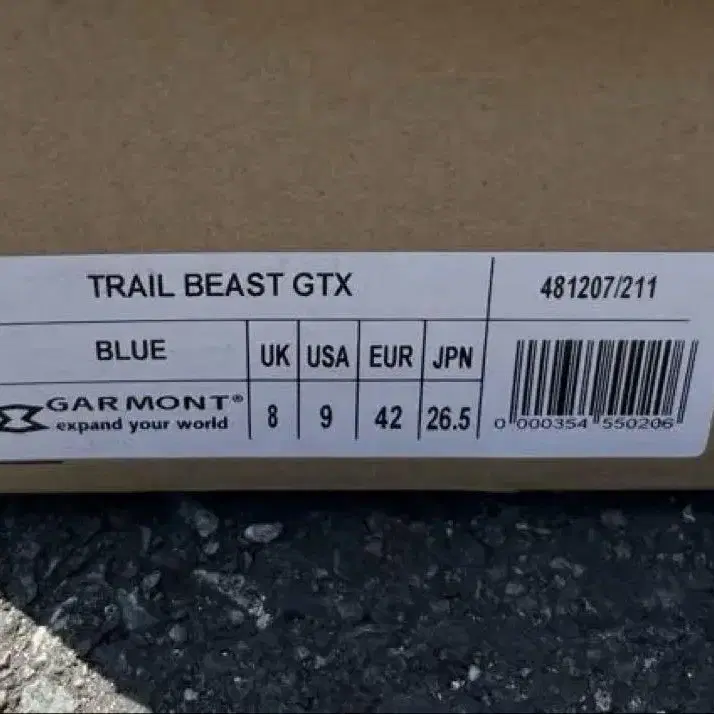 TRAIL BEAST GTX
481207/211
BLUE
UK USA EUR JPN
8 9 42 26.5
GARMONT®
expand your world
0 000354 550206